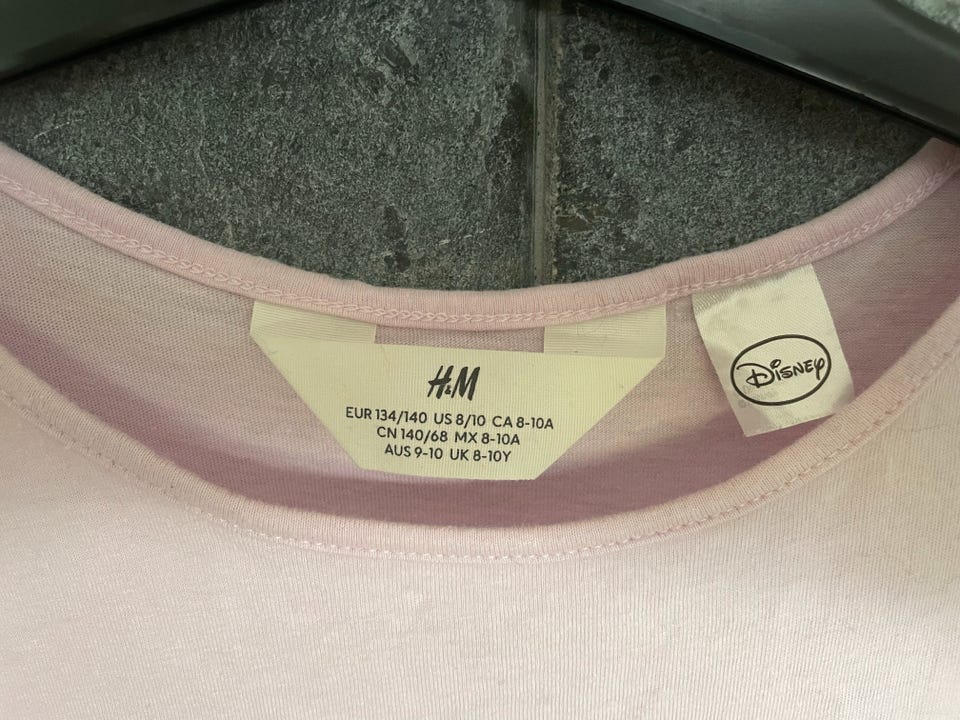 H&M
EUR 134/140 US 8/10 CA 8-10A
CN 140/68 MX 8-10A
AUS 9-10 UK 8-10Y
Disney